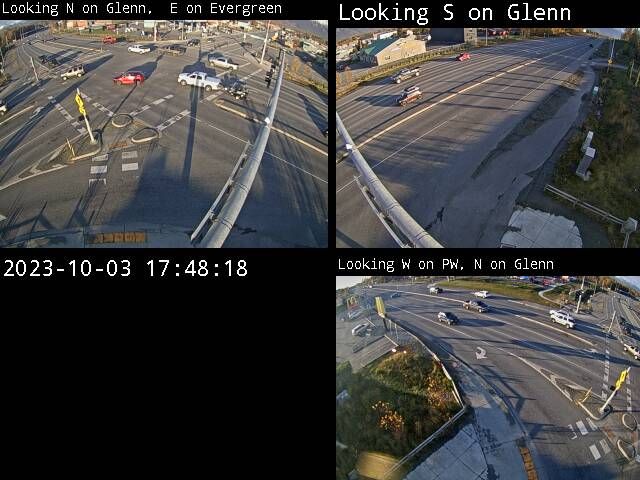 Looking N on Glenn,  E on Evergreen
Looking S on Glenn
2023-10-03 17:48:18
Looking W on PW, N on Glenn